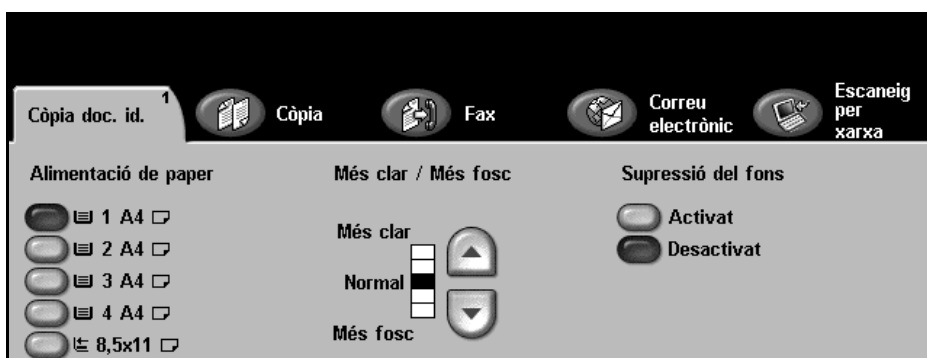 Còpia doc. id. 1
Còpia
Fax
Correu
electrònic
Escaneig
per
xarxa
Alimentació de paper
1 A4
2 A4
3 A4
4 A4
8,5x11
Més clar / Més fosc
Més clar
Normal
Més fosc
Supressió del fons
Activat
Desactivat